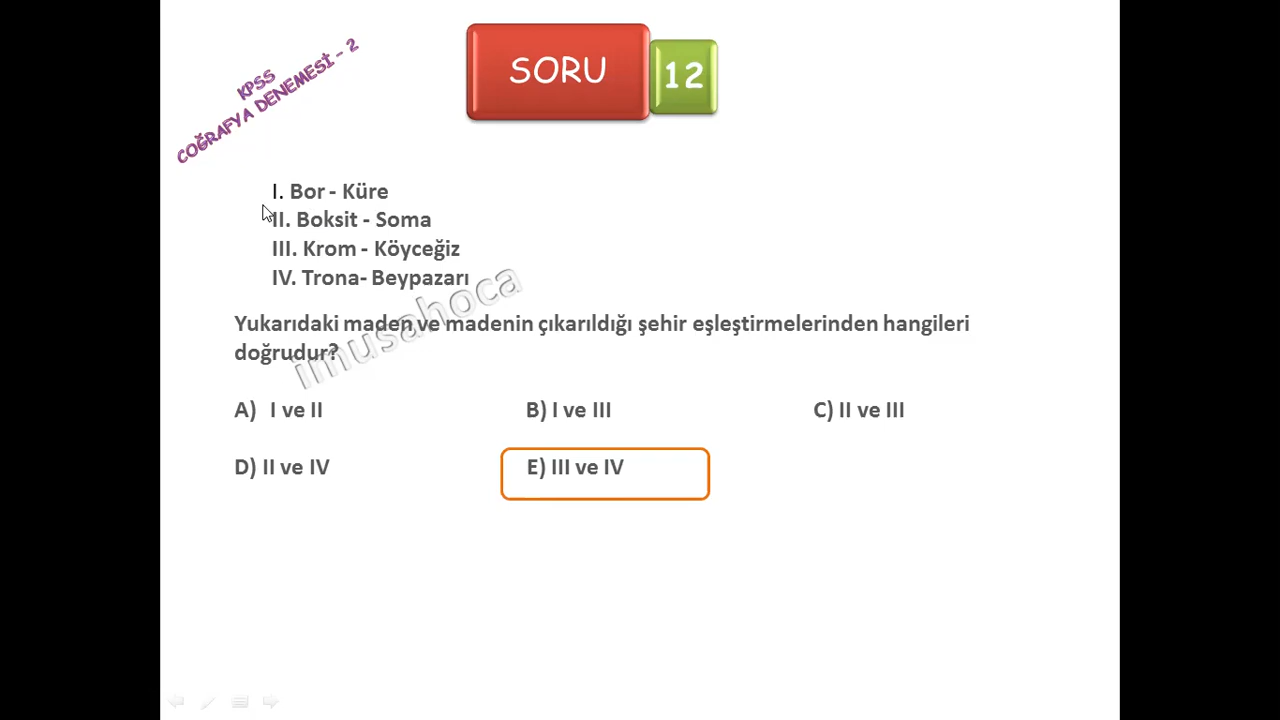 KPSS
COĞRAFYA DENEMESİ - 2
SORU 12
I. Bor - Küre
II. Boksit - Soma
III. Krom - Köyceğiz
IV. Trona- Beypazarı
imusahoca
Yukarıdaki maden ve madenin çıkarıldığı şehir eşleştirmelerinden hangileri
doğrudur?
A) I ve II B) I ve III C) II ve III
D) II ve IV E) III ve IV